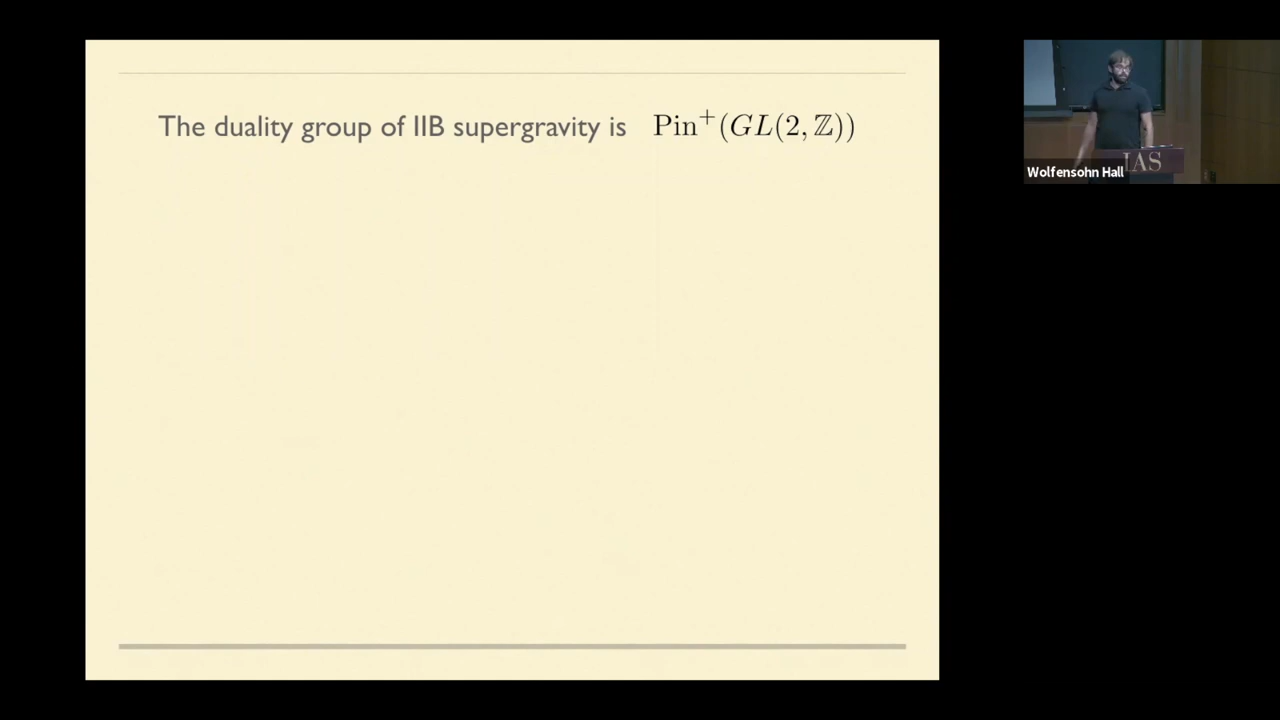 The duality group of IIB supergravity is Pin⁺(GL(2, ℤ))
IAS
Wolfensohn Hall